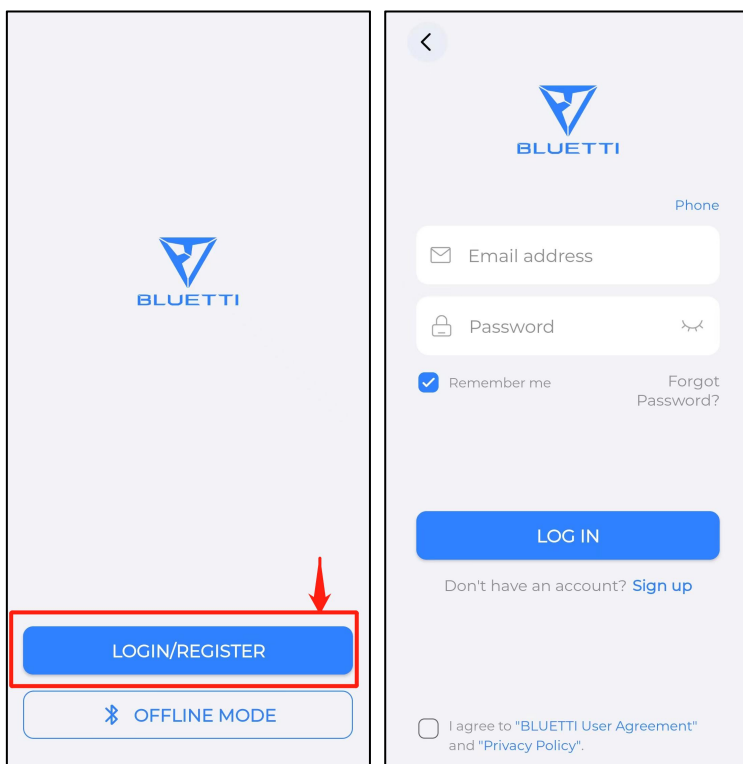 BLUETTI
LOGIN/REGISTER
OFFLINE MODE
BLUETTI
Phone
Email address
Password
Remember me
Forgot
Password?
LOG IN
Don't have an account? Sign up
I agree to "BLUETTI User Agreement"
and "Privacy Policy".